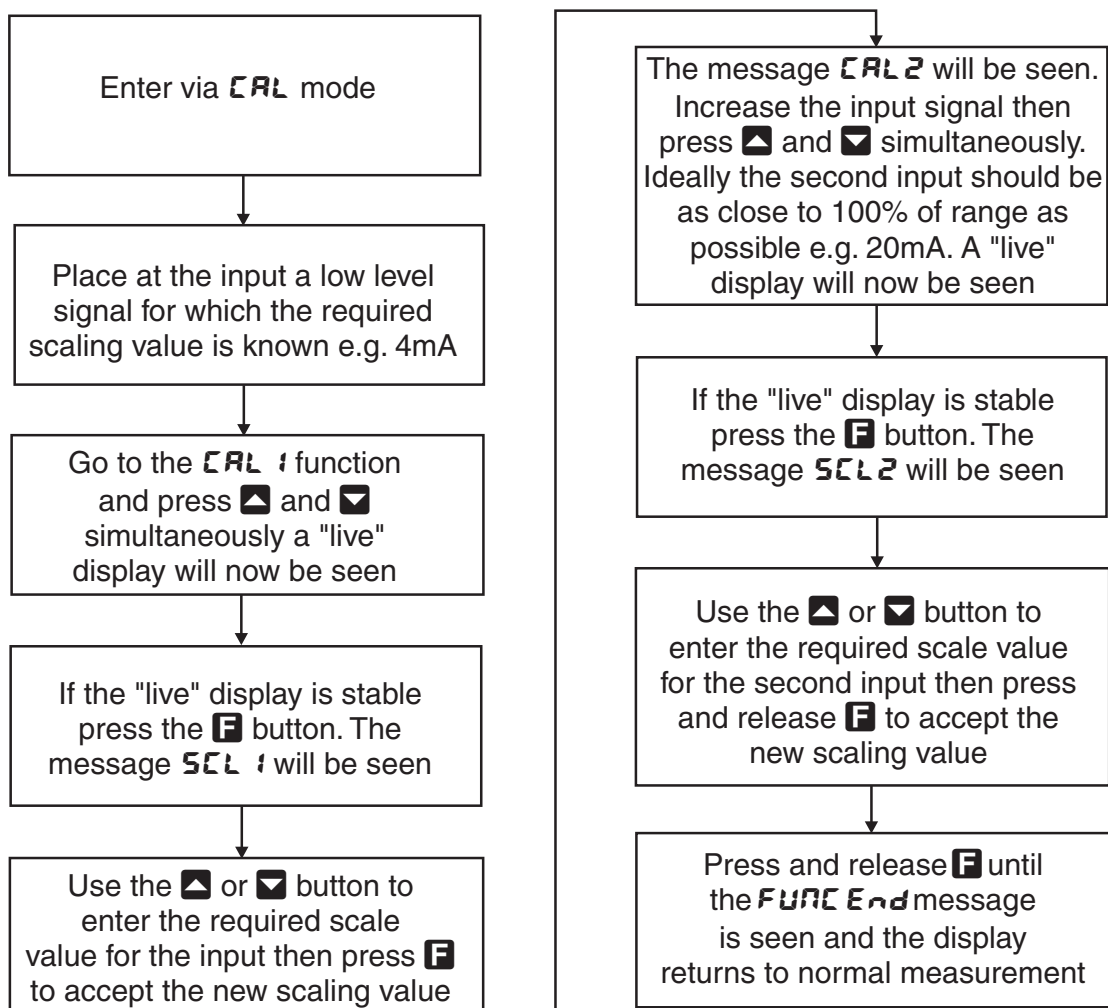 Enter via CAL mode
Place at the input a low level
signal for which the required
scaling value is known e.g. 4mA
Go to the CAL 1 function
and press ▲ and ▼
simultaneously a "live"
display will now be seen
If the "live" display is stable
press the F button. The
message SCL 1 will be seen
Use the ▲ or ▼ button to
enter the required scale
value for the input then press F
to accept the new scaling value
The message CAL2 will be seen.
Increase the input signal then
press ▲ and ▼ simultaneously.
Ideally the second input should be
as close to 100% of range as
possible e.g. 20mA. A "live"
display will now be seen
If the "live" display is stable
press the F button. The
message SCL2 will be seen
Use the ▲ or ▼ button to
enter the required scale value
for the second input then press
and release F to accept the
new scaling value
Press and release F until
the FUNC End message
is seen and the display
returns to normal measurement